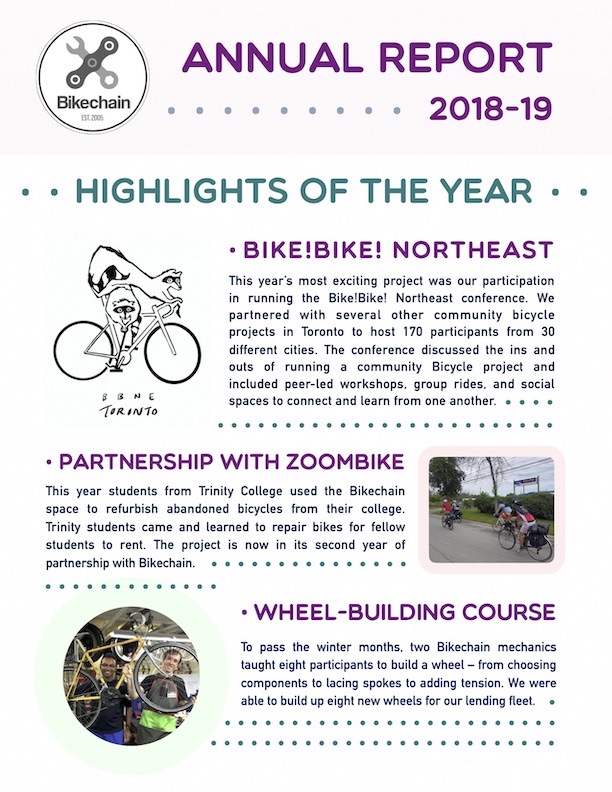 Bikechain
EST. 2005
ANNUAL REPORT
2018-19
HIGHLIGHTS OF THE YEAR
BBNE
TORONTO
• BIKE!BIKE! NORTHEAST
This year's most exciting project was our participation
in running the Bike!Bike! Northeast conference. We
partnered with several other community bicycle
projects in Toronto to host 170 participants from 30
different cities. The conference discussed the ins and
outs of running a community Bicycle project and
included peer-led workshops, group rides, and social
spaces to connect and learn from one another.
• PARTNERSHIP WITH ZOOMBIKE
This year students from Trinity College used the Bikechain
space to refurbish abandoned bicycles from their college.
Trinity students came and learned to repair bikes for fellow
students to rent. The project is now in its second year of
partnership with Bikechain.
• WHEEL-BUILDING COURSE
To pass the winter months, two Bikechain mechanics
taught eight participants to build a wheel – from choosing
components to lacing spokes to adding tension. We were
able to build up eight new wheels for our lending fleet.